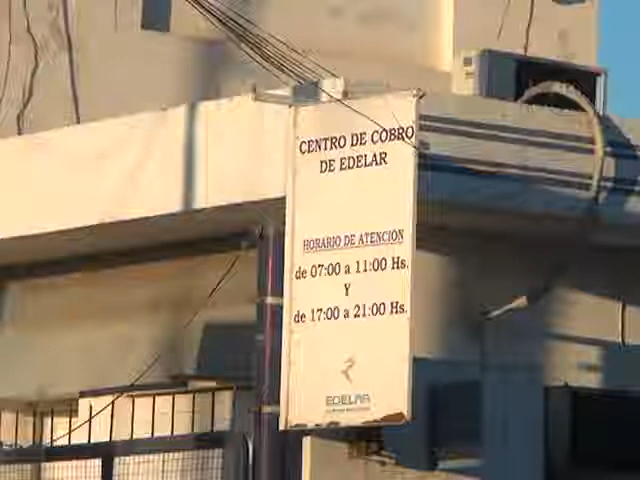 CENTRO DE COBRO
DE EDELAR
HORARIO DE ATENCION
de 07:00 a 11:00 Hs.
Y
de 17:00 a 21:00 Hs.
EDELAR